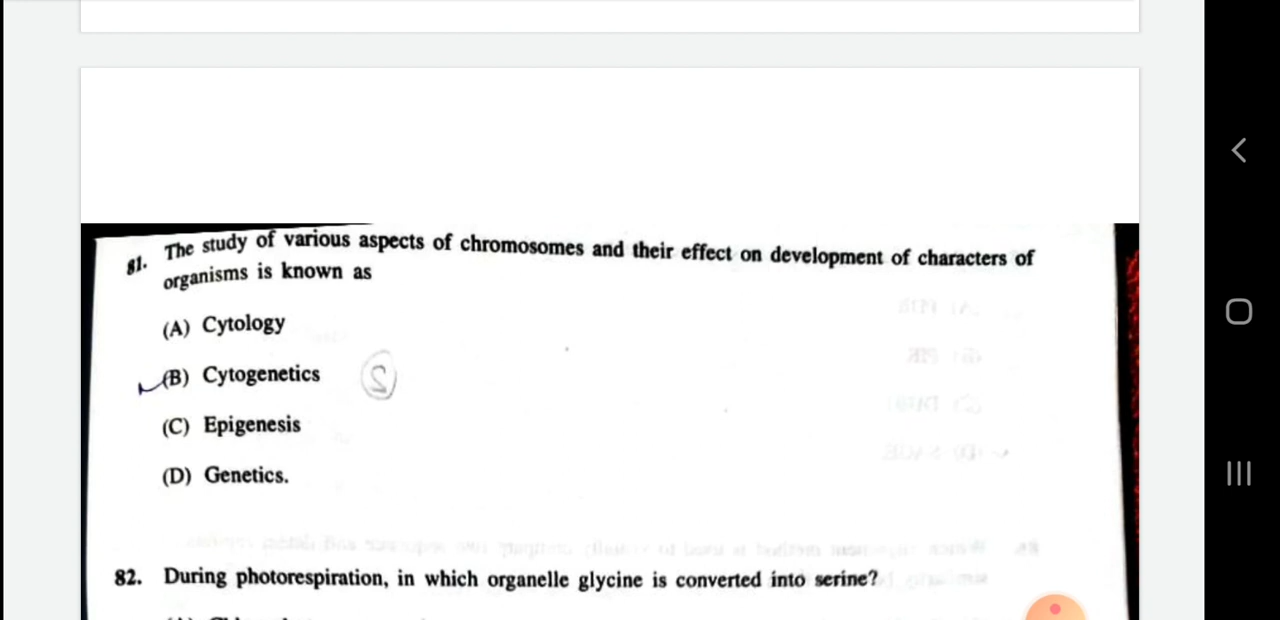 81. The study of various aspects of chromosomes and their effect on development of characters of
organisms is known as
(A) Cytology
(B) Cytogenetics
(C) Epigenesis
(D) Genetics.
82. During photorespiration, in which organelle glycine is converted into serine?